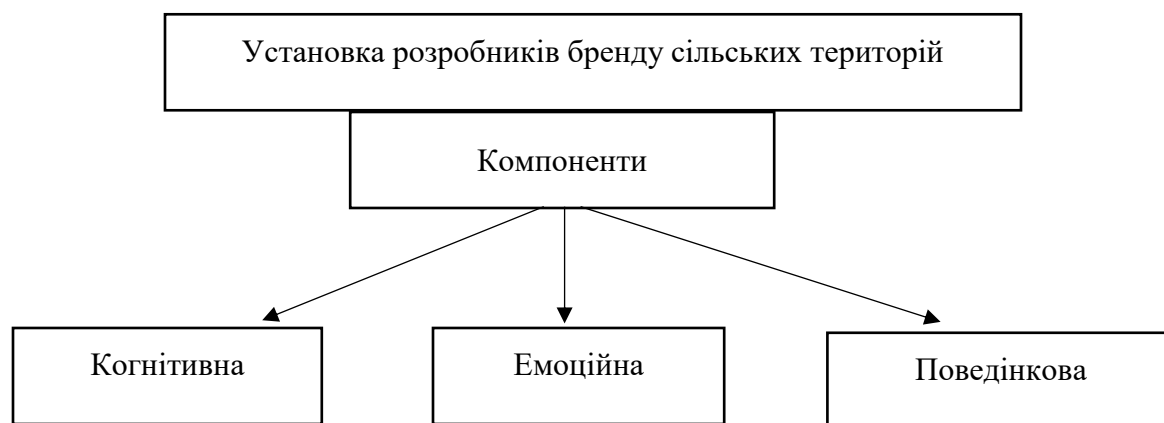 Установка розробників бренду сільських територій
Компоненти
Когнітивна
Емоційна
Поведінкова